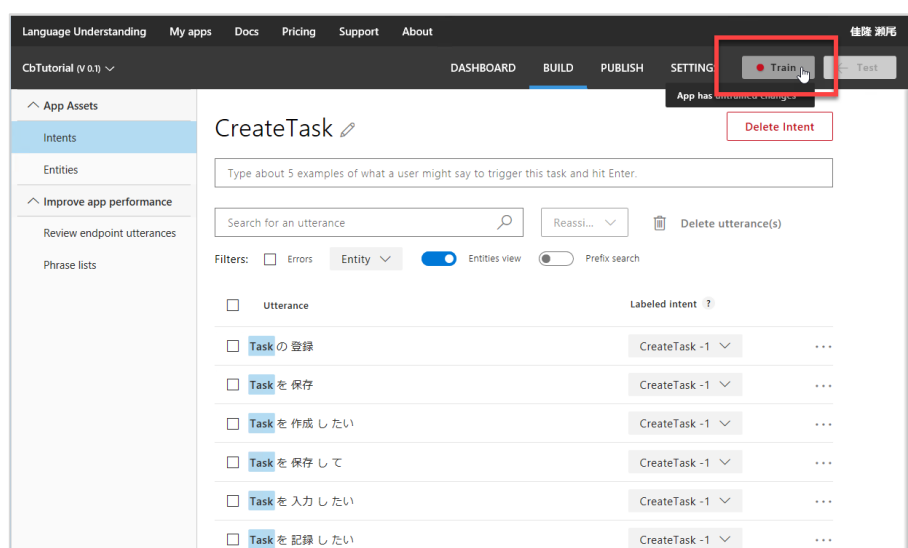 Language Understanding My apps Docs Pricing Support About 佳隆 瀬尾
CbTutorial (V 0.1) DASHBOARD BUILD PUBLISH SETTINGS Train Test
App has untrained changes
App Assets
CreateTask Delete Intent
Intents
Entities
Type about 5 examples of what a user might say to trigger this task and hit Enter.
Improve app performance
Search for an utterance Reassi... Delete utterance(s)
Review endpoint utterances
Filters: Errors Entity Entities view Prefix search
Phrase lists
Utterance Labeled intent ?
Task の 登録 CreateTask -1 ...
Task を 保存 CreateTask -1 ...
Task を 作成 し たい CreateTask -1 ...
Task を 保存 し て CreateTask -1 ...
Task を 入力 し たい CreateTask -1 ...
Task を 記録 し たい CreateTask -1 ...